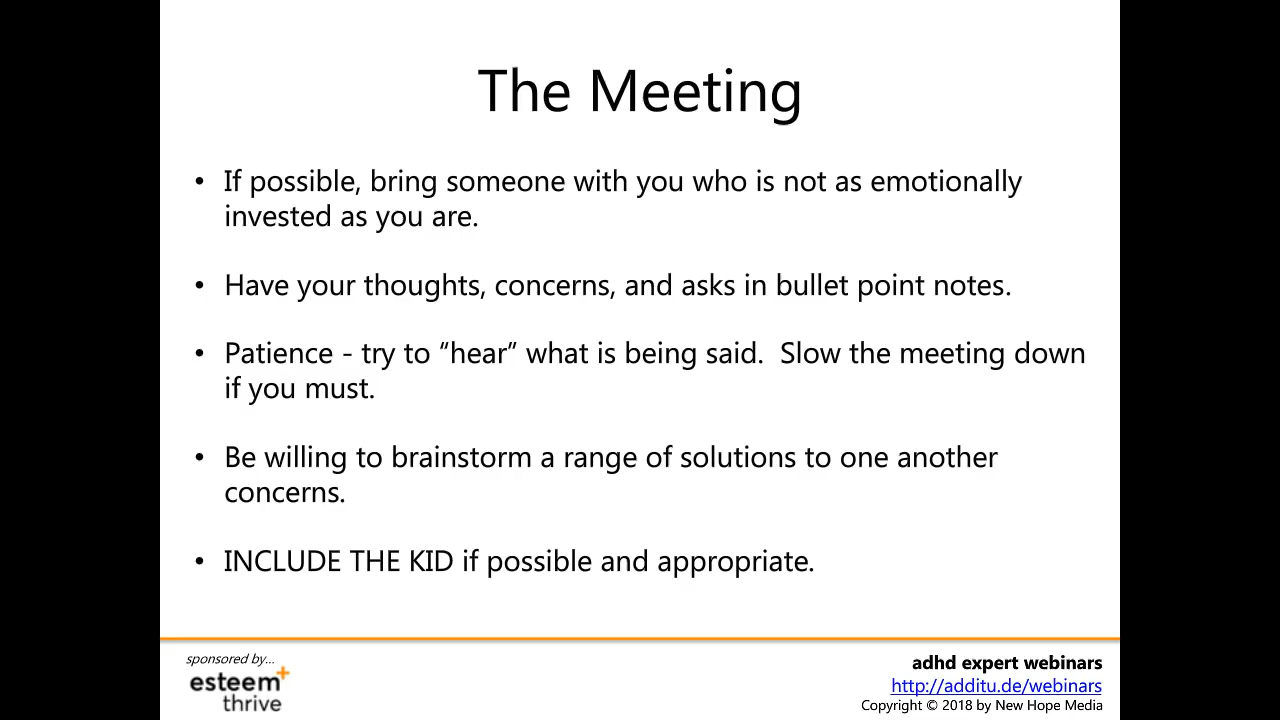 The Meeting
• If possible, bring someone with you who is not as emotionally
invested as you are.
• Have your thoughts, concerns, and asks in bullet point notes.
• Patience - try to “hear” what is being said.  Slow the meeting down
if you must.
• Be willing to brainstorm a range of solutions to one another
concerns.
• INCLUDE THE KID if possible and appropriate.
sponsored by...
esteem+
thrive
adhd expert webinars
http://additu.de/webinars
Copyright © 2018 by New Hope Media